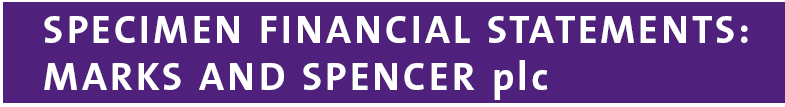 SPECIMEN FINANCIAL STATEMENTS:
MARKS AND SPENCER plc